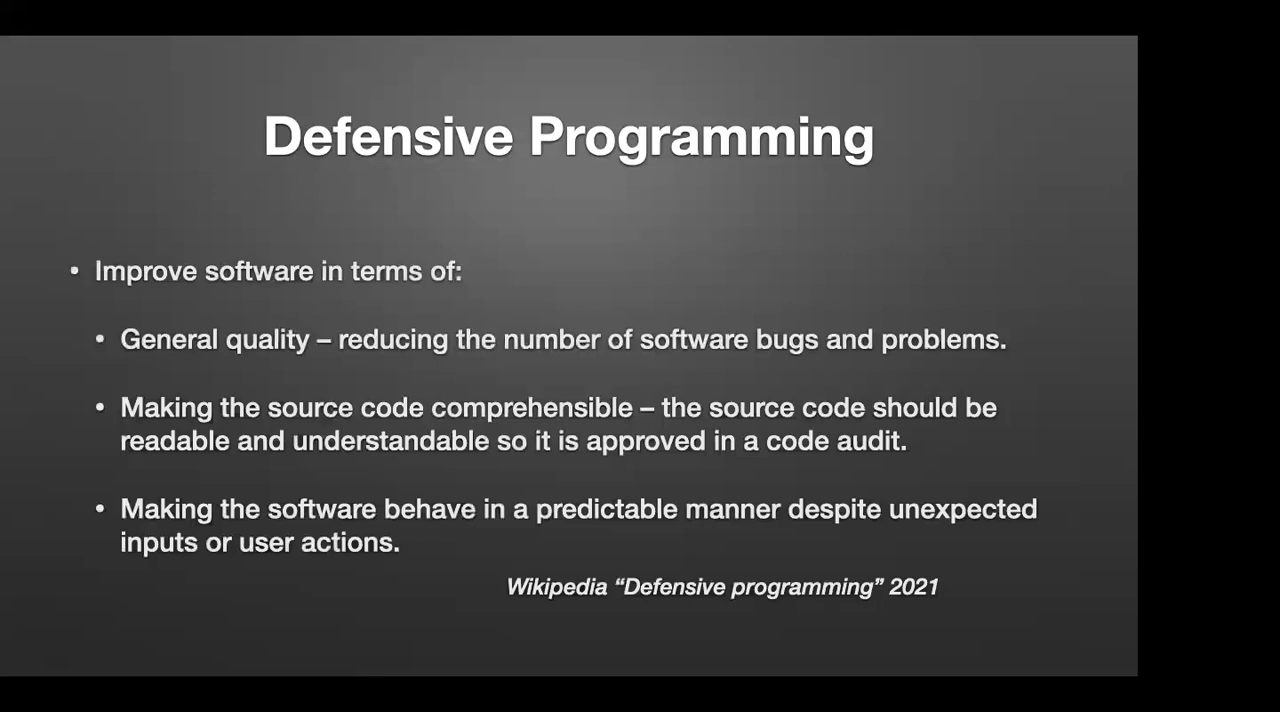 Defensive Programming
• Improve software in terms of:
• General quality – reducing the number of software bugs and problems.
• Making the source code comprehensible – the source code should be
readable and understandable so it is approved in a code audit.
• Making the software behave in a predictable manner despite unexpected
inputs or user actions.
Wikipedia “Defensive programming” 2021